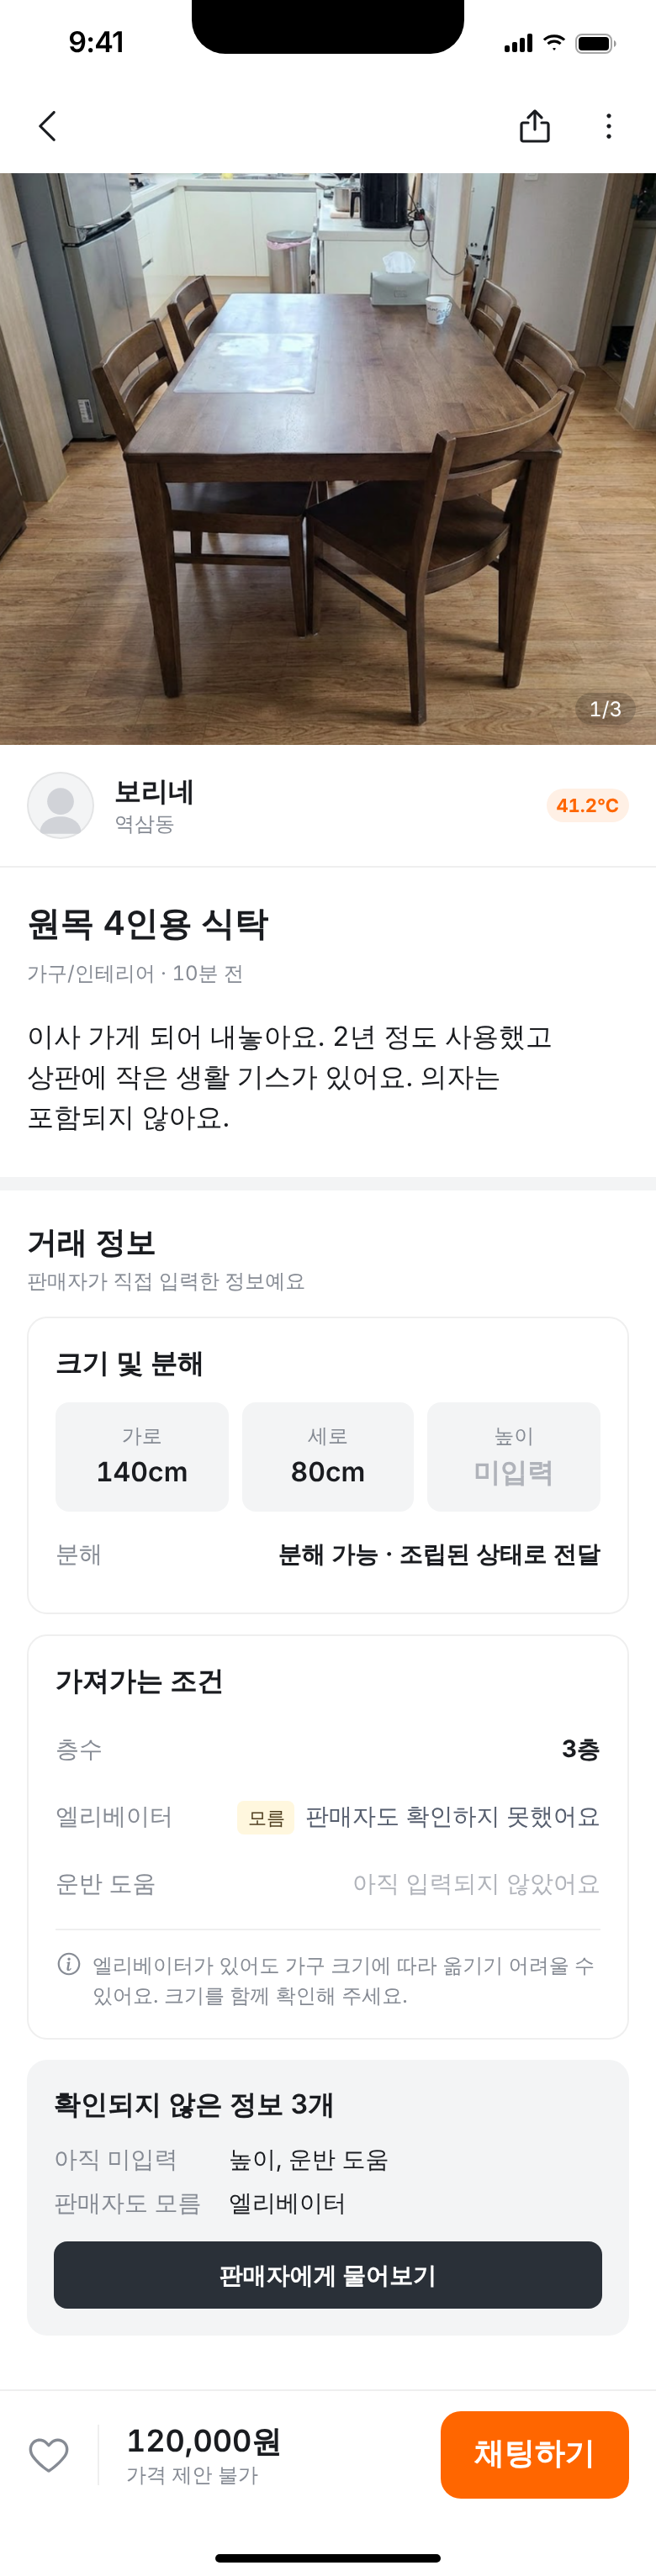 9:41
1/3
보리네
역삼동
41.2°C
원목 4인용 식탁
가구/인테리어 · 10분 전
이사 가게 되어 내놓아요. 2년 정도 사용했고
상판에 작은 생활 기스가 있어요. 의자는
포함되지 않아요.
거래 정보
판매자가 직접 입력한 정보예요
크기 및 분해
가로 세로 높이
140cm 80cm 미입력
분해 분해 가능 · 조립된 상태로 전달
가져가는 조건
층수 3층
엘리베이터 모름 판매자도 확인하지 못했어요
운반 도움 아직 입력되지 않았어요
엘리베이터가 있어도 가구 크기에 따라 옮기기 어려울 수
있어요. 크기를 함께 확인해 주세요.
확인되지 않은 정보 3개
아직 미입력 높이, 운반 도움
판매자도 모름 엘리베이터
판매자에게 물어보기
120,000원
가격 제안 불가
채팅하기